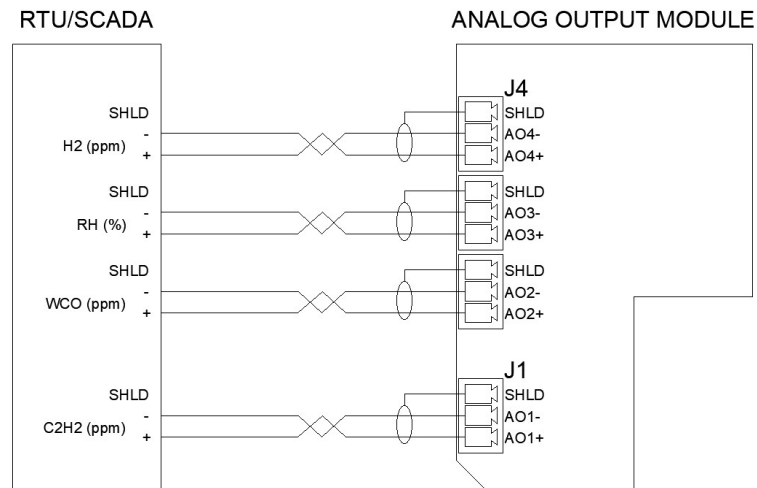 RTU/SCADA
ANALOG OUTPUT MODULE
J4
SHLD
SHLD
-
AO4-
H2 (ppm)
+
AO4+
SHLD
SHLD
-
AO3-
RH (%)
+
AO3+
SHLD
SHLD
-
AO2-
WCO (ppm)
+
AO2+
J1
SHLD
SHLD
-
AO1-
C2H2 (ppm)
+
AO1+